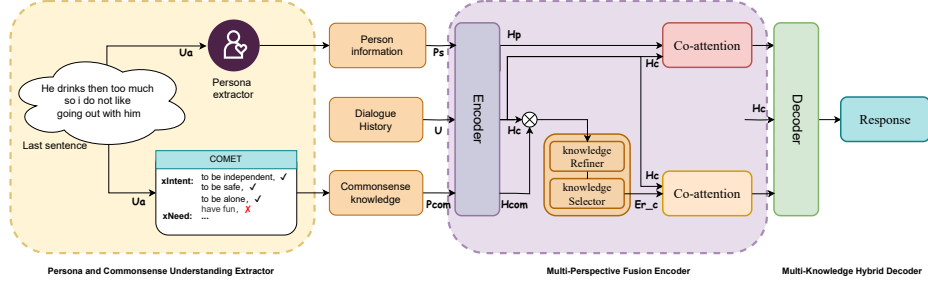 He drinks then too much
so i do not like
going out with him
Last sentence
Ua
Ua
Persona
extractor
COMET
xIntent:
to be independent, ✓
to be safe, ✓
to be alone, ✓
xNeed:
have fun, ✗
...
Person
information
Dialogue
History
Commonsense
knowledge
Ps
U
Pcom
Encoder
Hp
Hc
Hc
Hcom
knowledge
Refiner
knowledge
Selector
Er_c
Hc
Co-attention
Co-attention
Hc
Decoder
Response
Persona and Commonsense Understanding Extractor
Multi-Perspective Fusion Encoder
Multi-Knowledge Hybrid Decoder